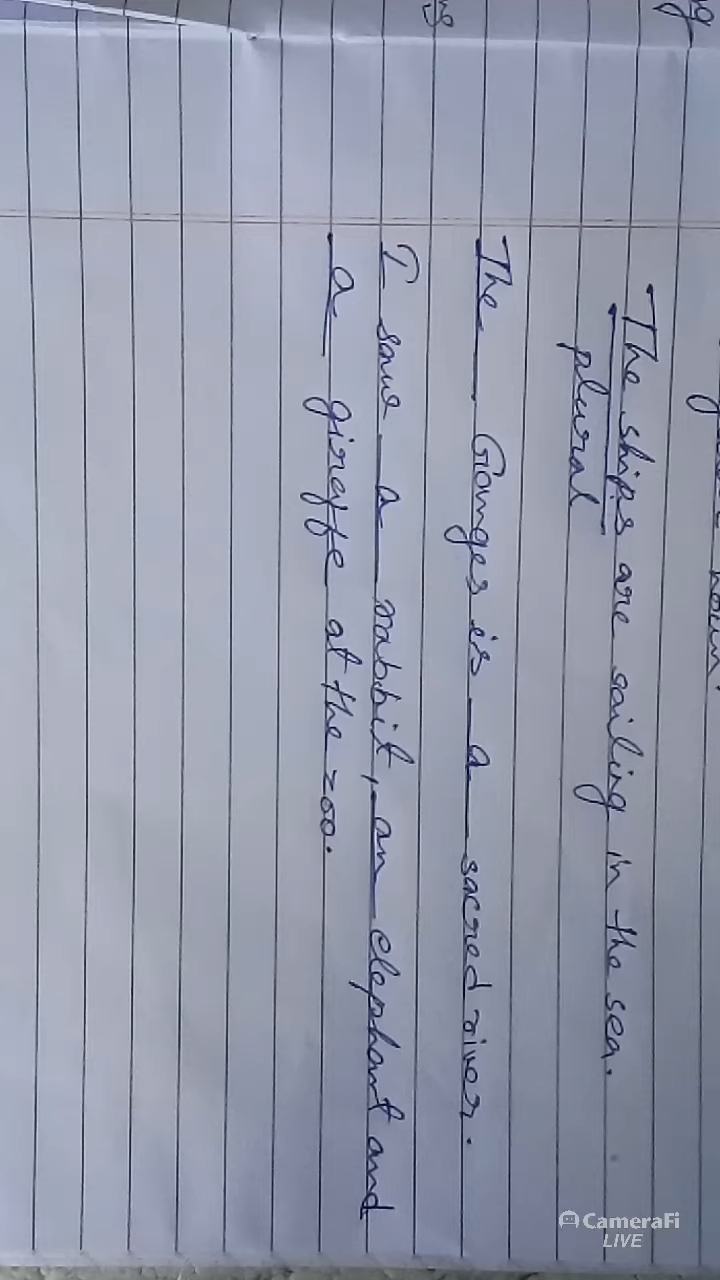 noun.
The ships are sailing in the sea.
plural
The Ganges is a sacred river.
I saw a rabbit, an elephant and
a giraffe at the zoo.
CameraFi
LIVE